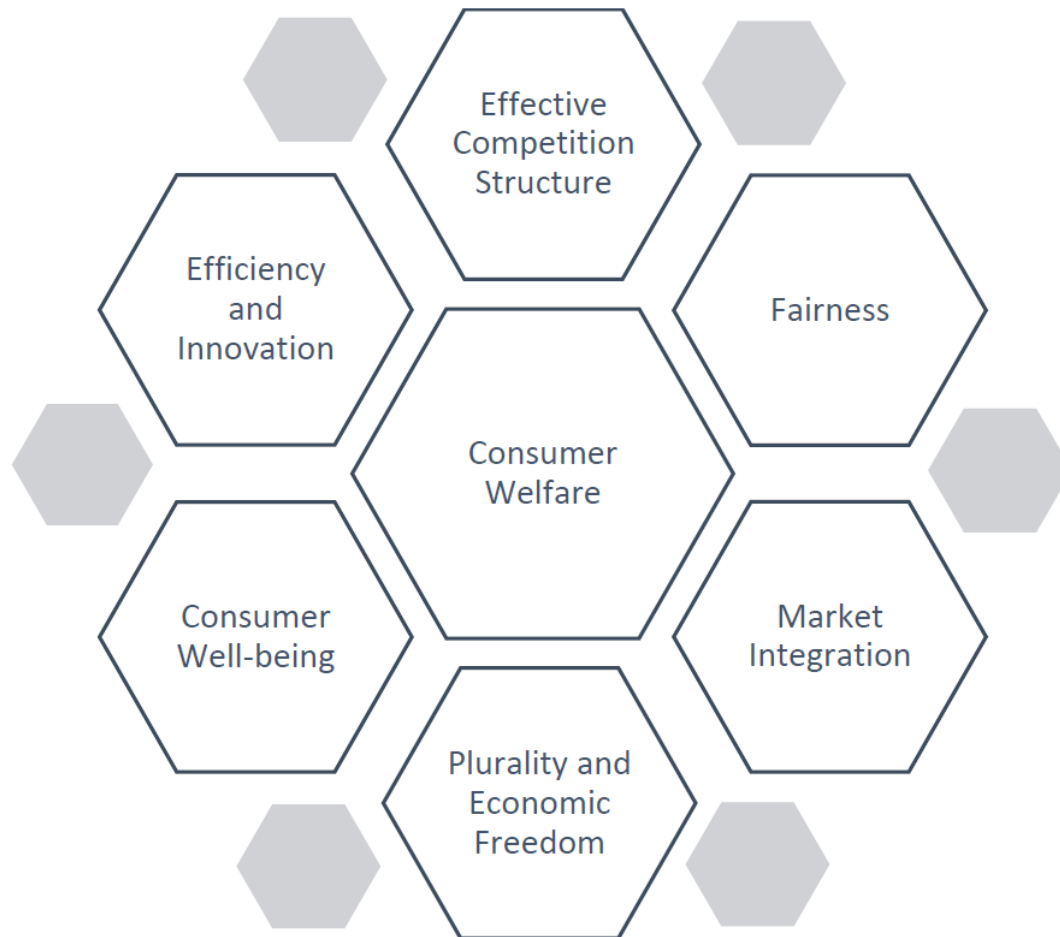 Effective
Competition
Structure
Efficiency
and
Innovation
Fairness
Consumer
Welfare
Consumer
Well-being
Market
Integration
Plurality and
Economic
Freedom